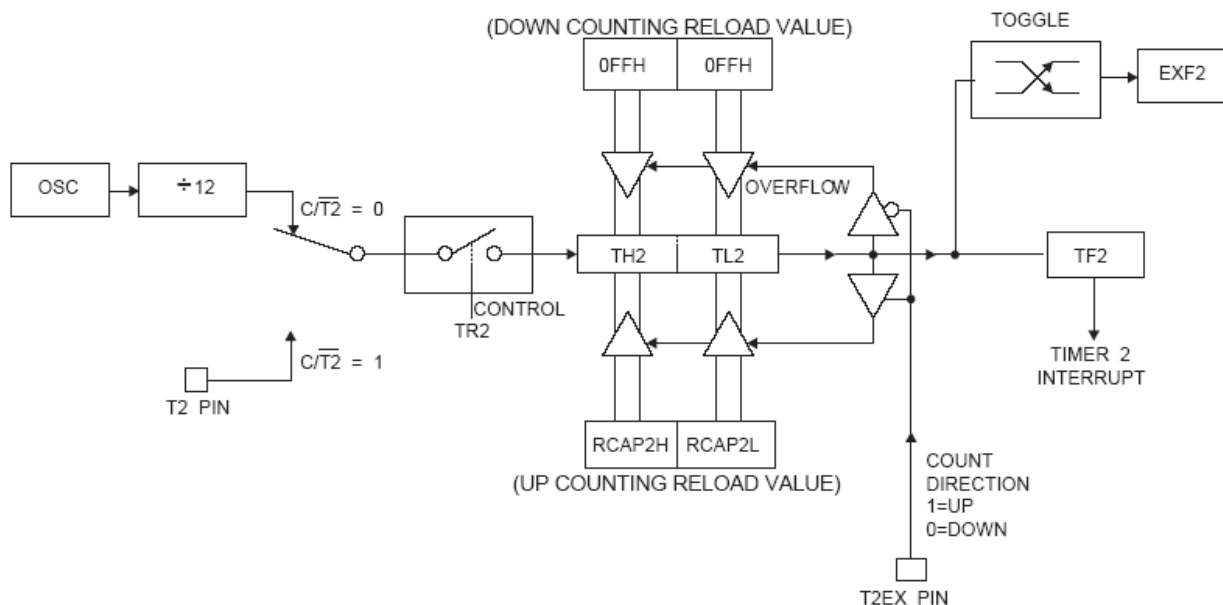 (DOWN COUNTING RELOAD VALUE)
TOGGLE
0FFH
0FFH
EXF2
OSC
÷12
OVERFLOW
C/T2̅ = 0
TH2
TL2
TF2
CONTROL
TR2
C/T2̅ = 1
TIMER 2
INTERRUPT
T2 PIN
RCAP2H
RCAP2L
(UP COUNTING RELOAD VALUE)
COUNT
DIRECTION
1=UP
0=DOWN
T2EX PIN